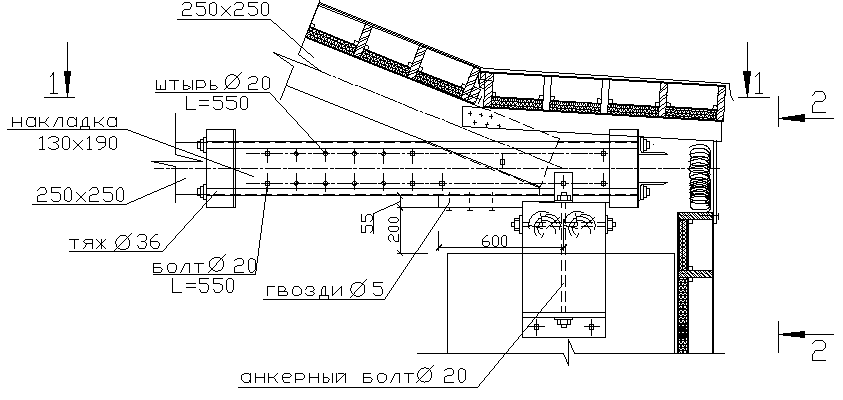 250x250
1
1
штырь Ø 20
L=550
2
накладка
130x190
250x250
55
200
600
тяж Ø 36
болт Ø 20
L=550
гвозди Ø 5
2
анкерный болт Ø 20